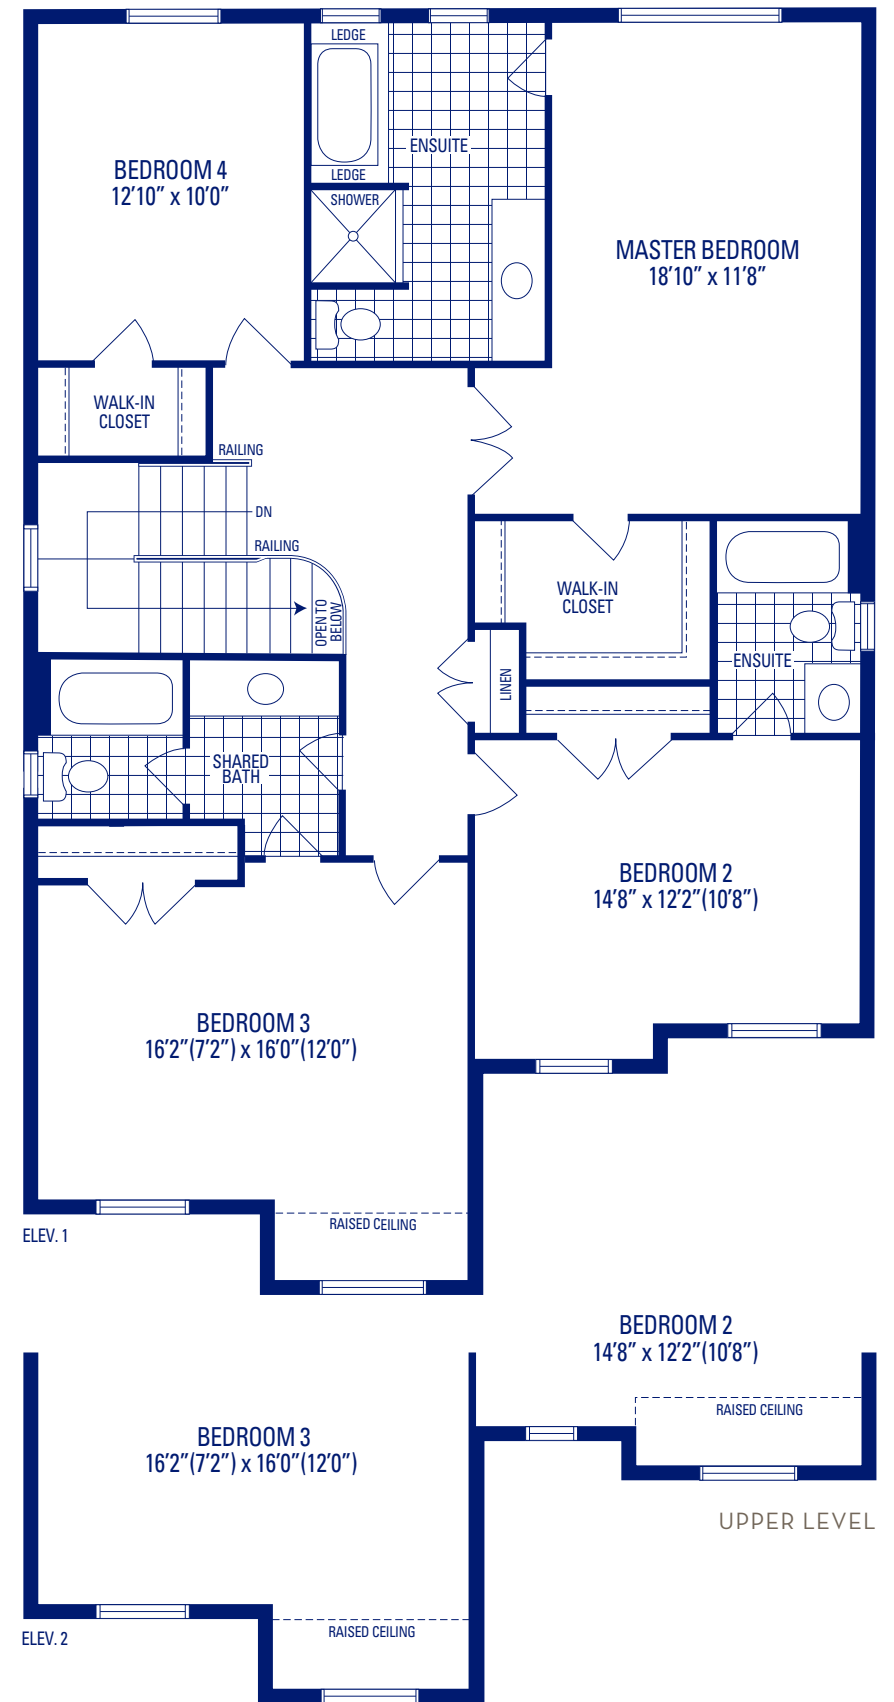 LEDGE
BEDROOM 4
12'10" x 10'0"
ENSUITE
LEDGE
SHOWER
MASTER BEDROOM
18'10" x 11'8"
WALK-IN
CLOSET
RAILING
DN
RAILING
OPEN TO
BELOW
WALK-IN
CLOSET
LINEN
ENSUITE
SHARED
BATH
BEDROOM 2
14'8" x 12'2"(10'8")
BEDROOM 3
16'2"(7'2") x 16'0"(12'0")
RAISED CEILING
ELEV. 1
BEDROOM 2
14'8" x 12'2"(10'8")
RAISED CEILING
BEDROOM 3
16'2"(7'2") x 16'0"(12'0")
UPPER LEVEL
RAISED CEILING
ELEV. 2